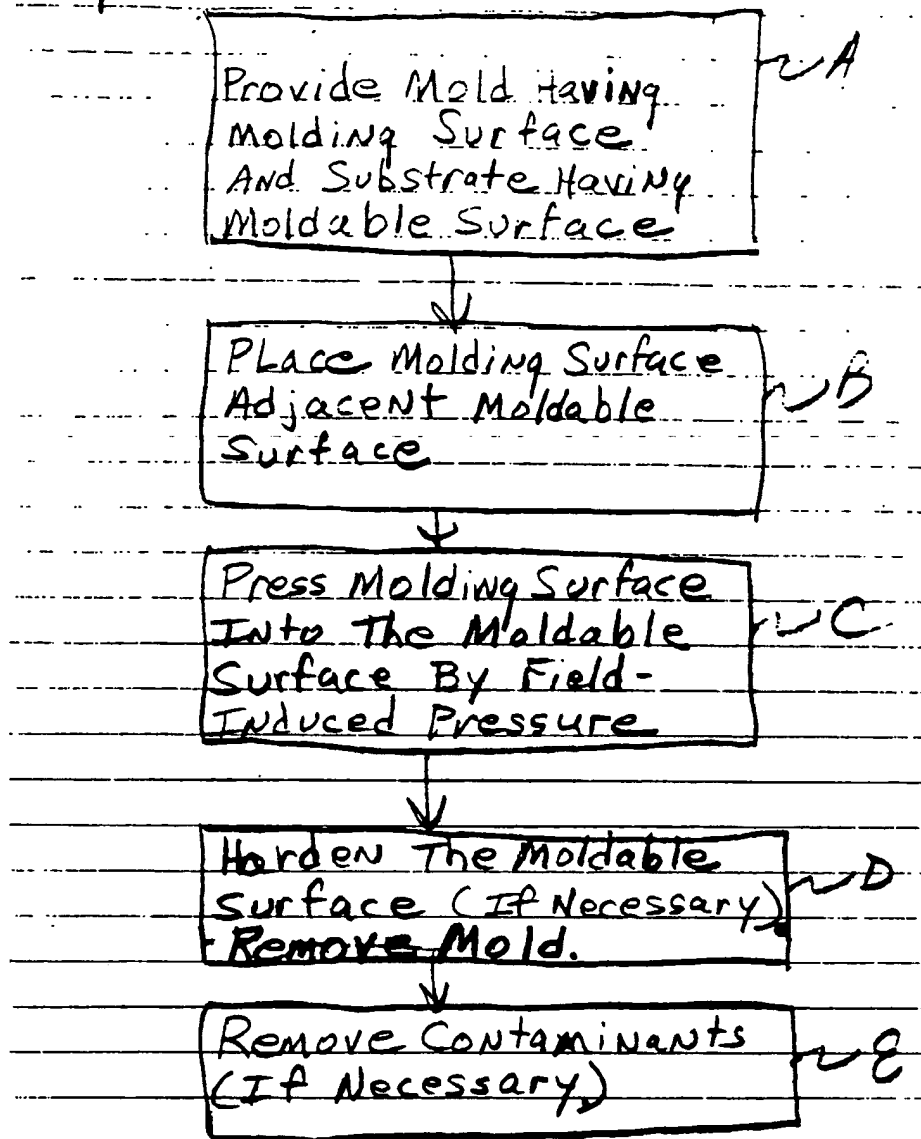 Provide Mold Having
Molding Surface
And Substrate Having
Moldable Surface
A
Place Molding Surface
Adjacent Moldable
Surface
B
Press Molding Surface
Into The Moldable
Surface By Field-
Induced Pressure
C
Harden The Moldable
Surface (If Necessary).
Remove Mold.
D
Remove Contaminants
(If Necessary)
E